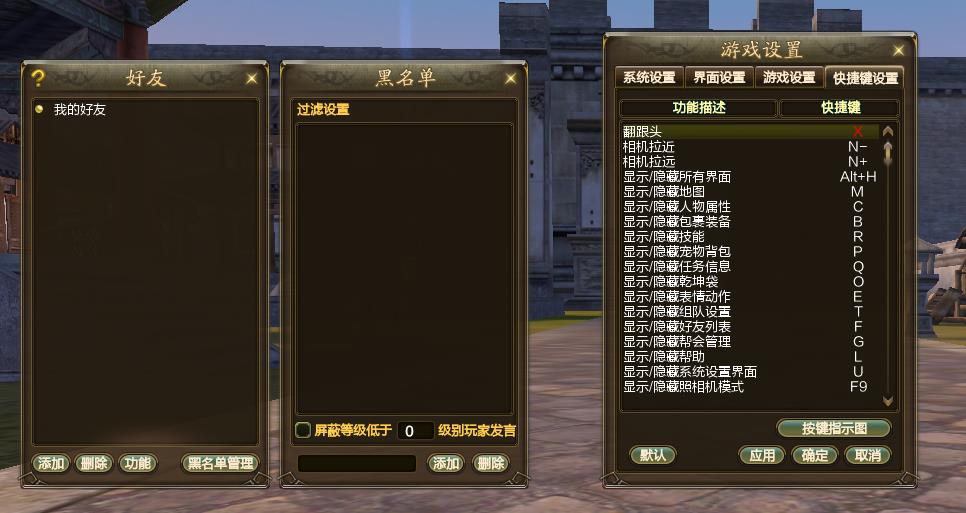 ?
好友
我的好友
添加
删除
功能
黑名单管理
黑名单
过滤设置
屏蔽等级低于 0 级别玩家发言
添加
删除
游戏设置
系统设置 界面设置 游戏设置 快捷键设置
功能描述 快捷键
翻跟头 X
相机拉近 N-
相机拉远 N+
显示/隐藏所有界面 Alt+H
显示/隐藏地图 M
显示/隐藏人物属性 C
显示/隐藏包裹装备 B
显示/隐藏技能 R
显示/隐藏宠物背包 P
显示/隐藏任务信息 Q
显示/隐藏乾坤袋 O
显示/隐藏表情动作 E
显示/隐藏组队设置 T
显示/隐藏好友列表 F
显示/隐藏帮会管理 G
显示/隐藏帮助 L
显示/隐藏系统设置界面 U
显示/隐藏照相机模式 F9
按键指示图
默认 应用 确定 取消